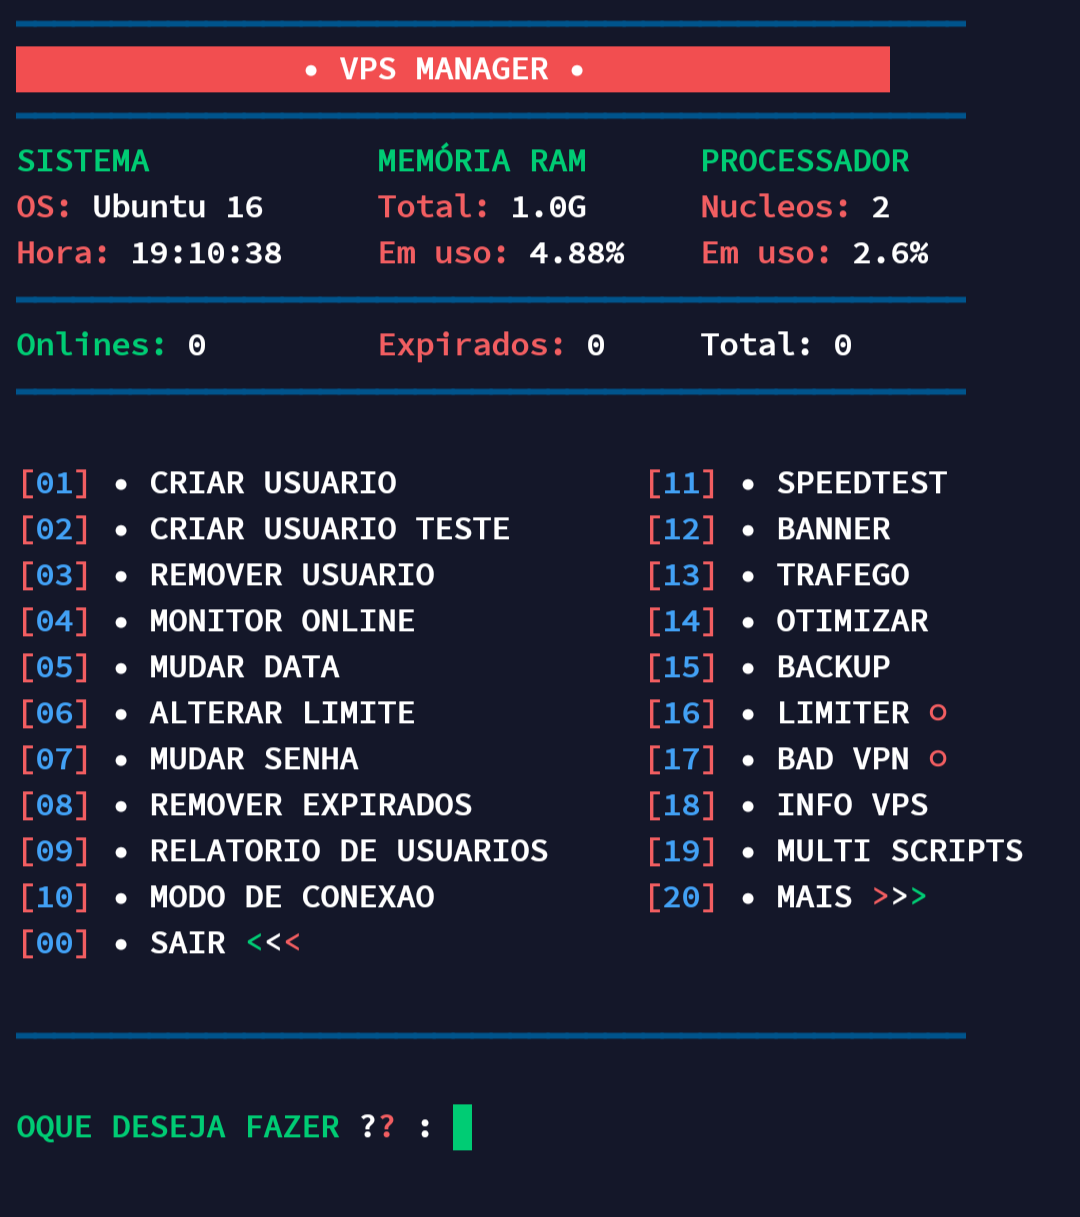 • VPS MANAGER •
SISTEMA MEMÓRIA RAM PROCESSADOR
OS: Ubuntu 16 Total: 1.0G Nucleos: 2
Hora: 19:10:38 Em uso: 4.88% Em uso: 2.6%
Onlines: 0 Expirados: 0 Total: 0
[01] • CRIAR USUARIO [11] • SPEEDTEST
[02] • CRIAR USUARIO TESTE [12] • BANNER
[03] • REMOVER USUARIO [13] • TRAFEGO
[04] • MONITOR ONLINE [14] • OTIMIZAR
[05] • MUDAR DATA [15] • BACKUP
[06] • ALTERAR LIMITE [16] • LIMITER ○
[07] • MUDAR SENHA [17] • BAD VPN ○
[08] • REMOVER EXPIRADOS [18] • INFO VPS
[09] • RELATORIO DE USUARIOS [19] • MULTI SCRIPTS
[10] • MODO DE CONEXAO [20] • MAIS >>>
[00] • SAIR <<<
OQUE DESEJA FAZER ?? :